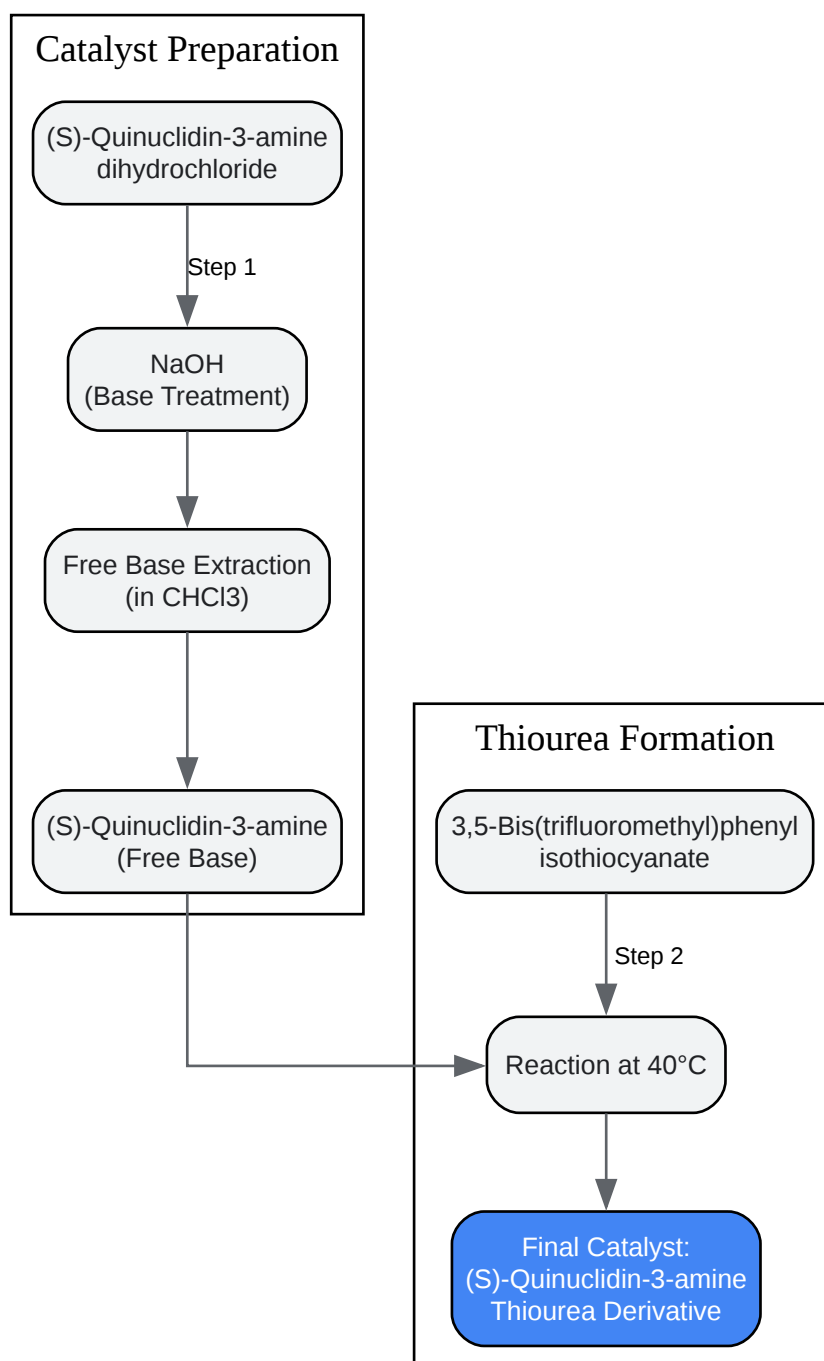 Catalyst Preparation
(S)-Quinuclidin-3-amine
dihydrochloride
Step 1
NaOH
(Base Treatment)
Free Base Extraction
(in CHCl3)
(S)-Quinuclidin-3-amine
(Free Base)
Thiourea Formation
3,5-Bis(trifluoromethyl)phenyl
isothiocyanate
Step 2
Reaction at 40°C
Final Catalyst:
(S)-Quinuclidin-3-amine
Thiourea Derivative